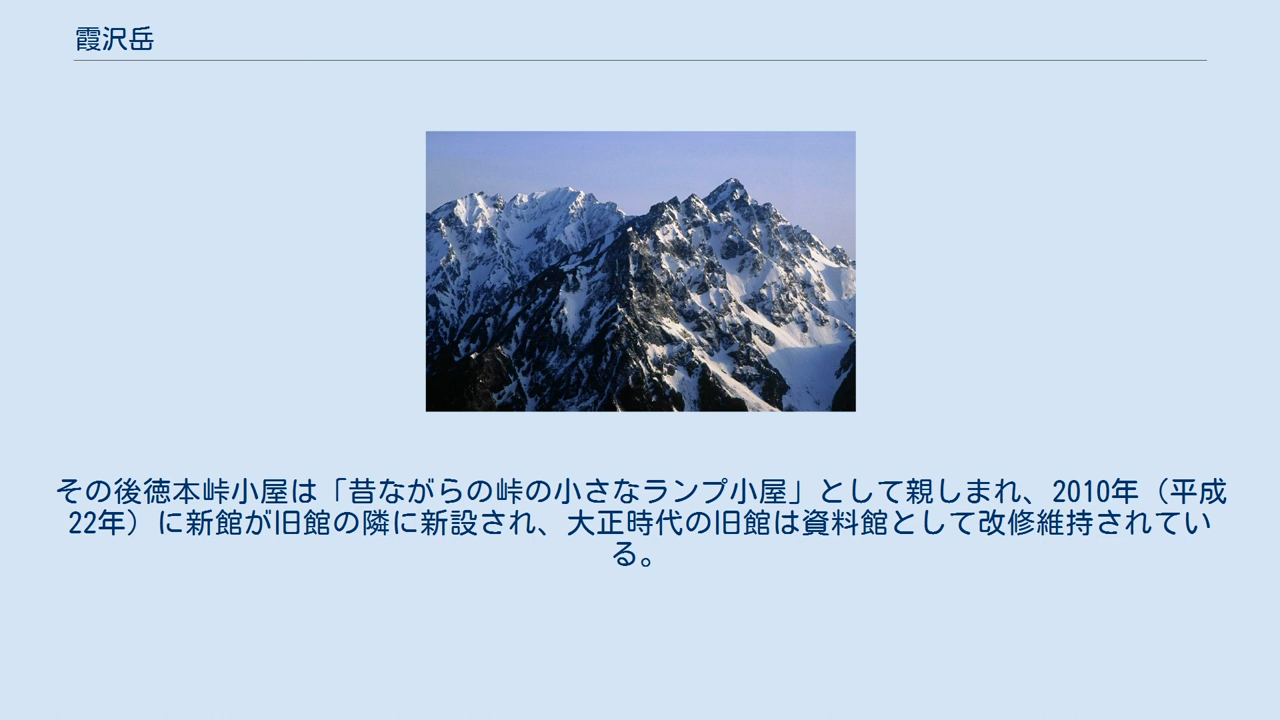 霞沢岳
その後徳本峠小屋は「昔ながらの峠の小さなランプ小屋」として親しまれ、2010年（平成
22年）に新館が旧館の隣に新設され、大正時代の旧館は資料館として改修維持されてい
る。